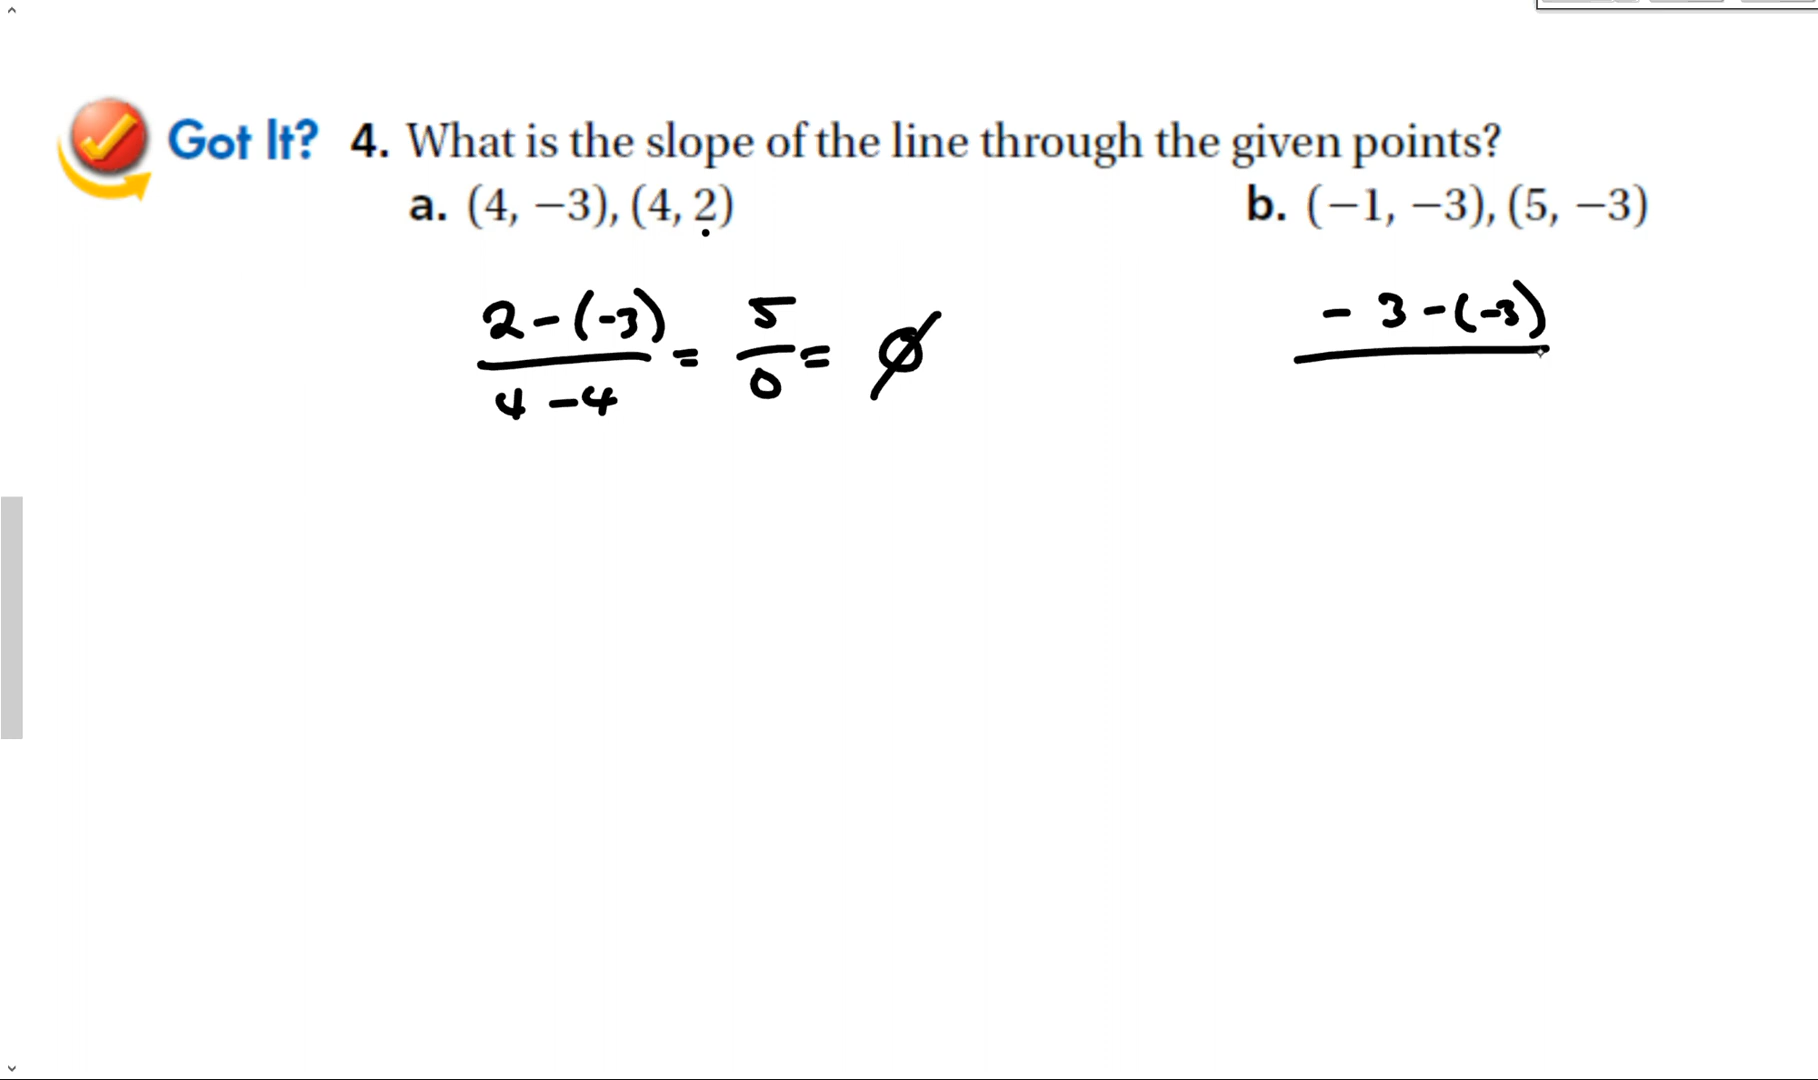 Got It? 4. What is the slope of the line through the given points?
a. (4, −3), (4, 2) b. (−1, −3), (5, −3)
2 - (-3) / 4 - 4 = 5 / 0 = ∅
- 3 - (-3)